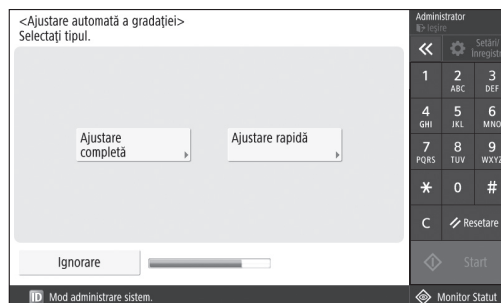 <Ajustare automată a gradației>
Selectați tipul.
Ajustare
completă
Ajustare rapidă
Ignorare
ID Mod administrare sistem.
Administrator
Ieșire
Setări/
Înregistr
1
2
ABC
3
DEF
4
GHI
5
JKL
6
MNO
7
PQRS
8
TUV
9
WXYZ
*
0
#
C
Resetare
Start
Monitor Statut